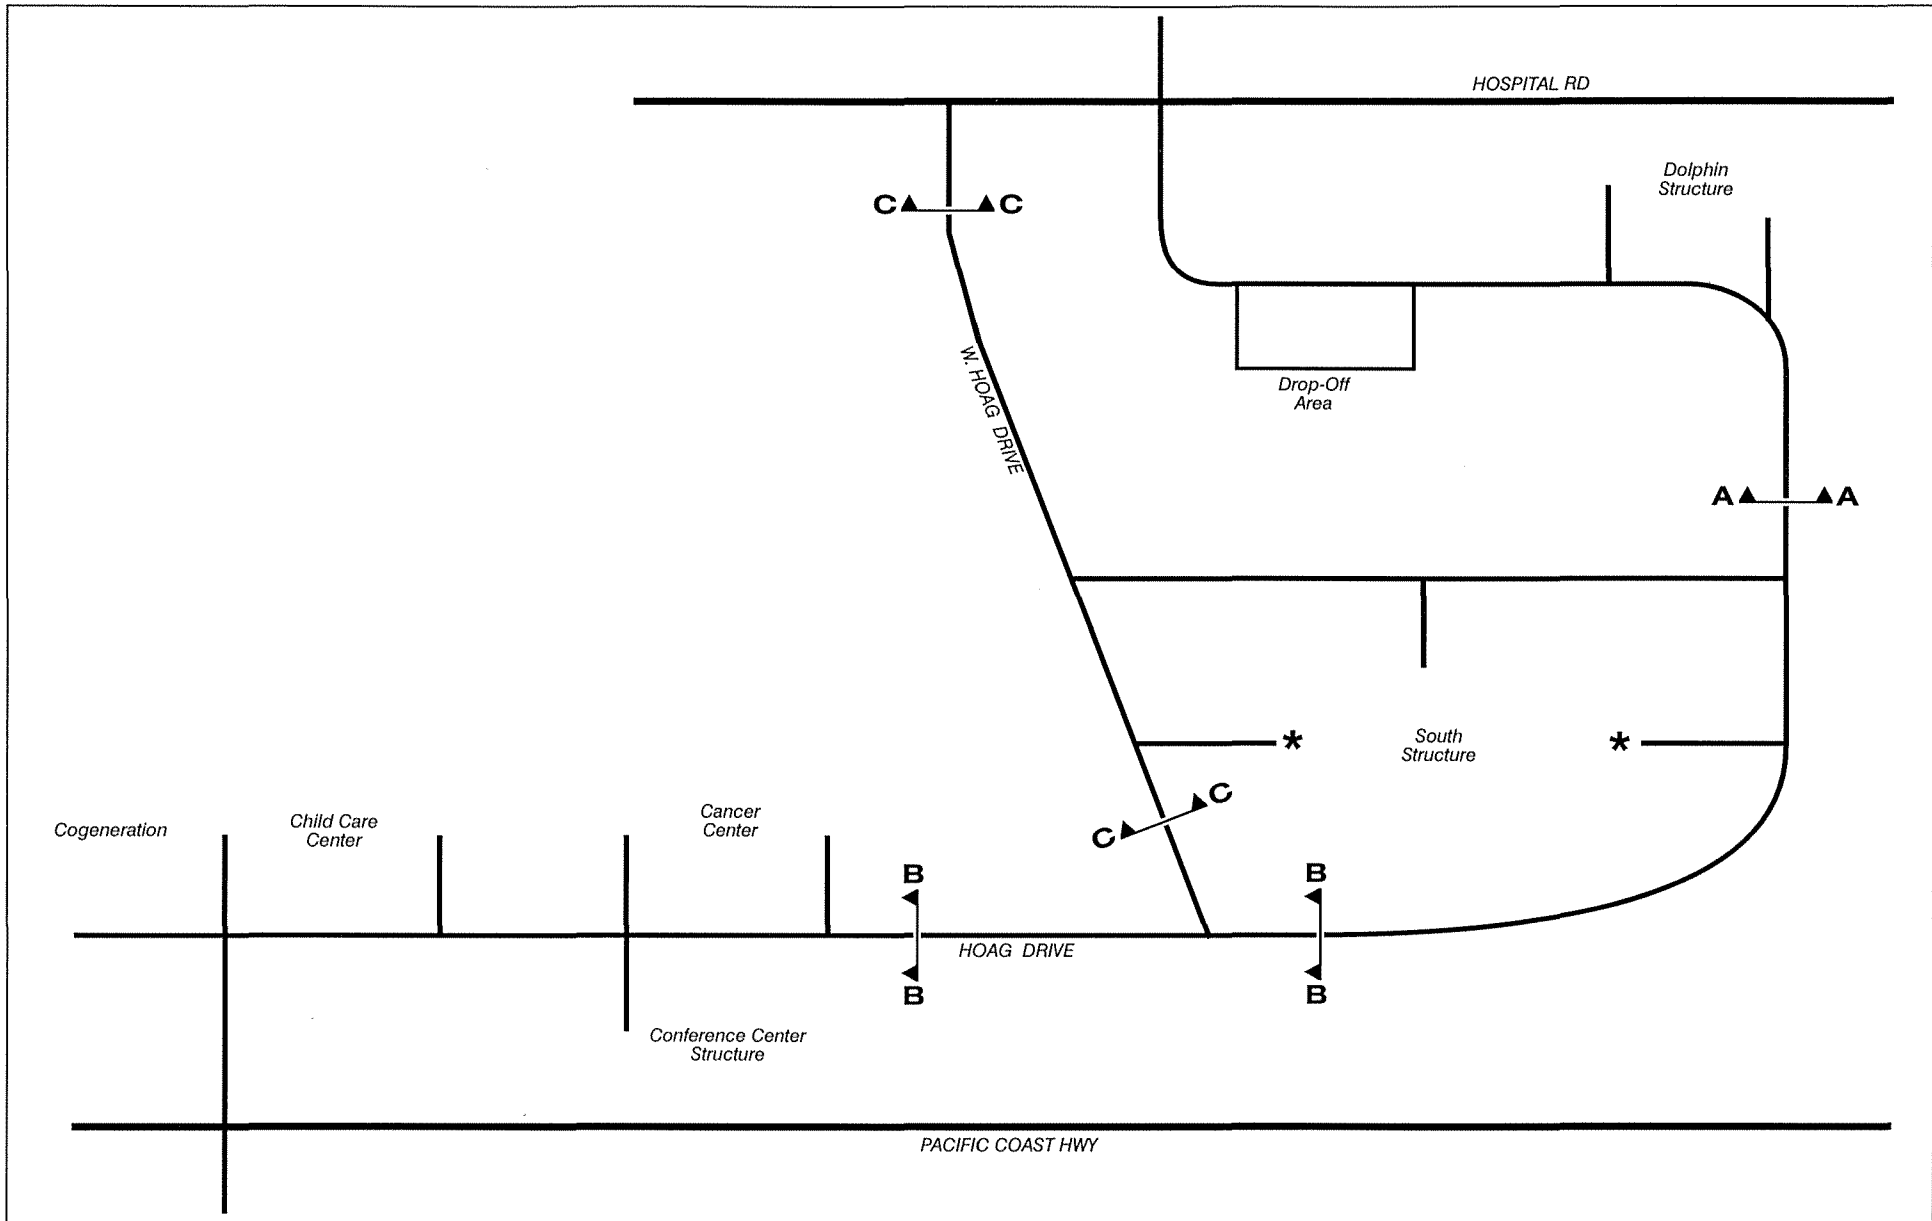 HOSPITAL RD
Dolphin
Structure
C C
Drop-Off
Area
W. HOAG DRIVE
A A
*
South
Structure
*
C
C
Cogeneration
Child Care
Center
Cancer
Center
B
B
HOAG DRIVE
B
B
Conference Center
Structure
PACIFIC COAST HWY